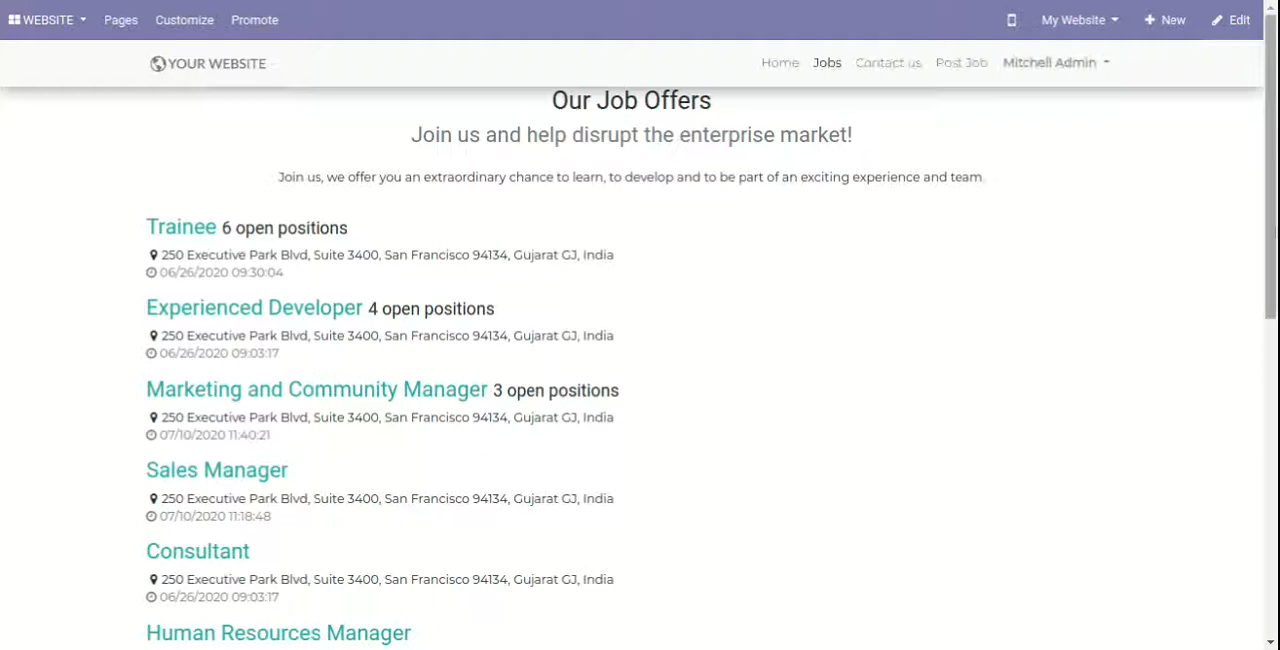 WEBSITE Pages Customize Promote My Website New Edit
YOUR WEBSITE Home Jobs Contact us Post Job Mitchell Admin
Our Job Offers
Join us and help disrupt the enterprise market!
Join us, we offer you an extraordinary chance to learn, to develop and to be part of an exciting experience and team.
Trainee 6 open positions
250 Executive Park Blvd, Suite 3400, San Francisco 94134, Gujarat GJ, India
06/26/2020 09:30:04
Experienced Developer 4 open positions
250 Executive Park Blvd, Suite 3400, San Francisco 94134, Gujarat GJ, India
06/26/2020 09:03:17
Marketing and Community Manager 3 open positions
250 Executive Park Blvd, Suite 3400, San Francisco 94134, Gujarat GJ, India
07/10/2020 11:40:21
Sales Manager
250 Executive Park Blvd, Suite 3400, San Francisco 94134, Gujarat GJ, India
07/10/2020 11:18:48
Consultant
250 Executive Park Blvd, Suite 3400, San Francisco 94134, Gujarat GJ, India
06/26/2020 09:03:17
Human Resources Manager